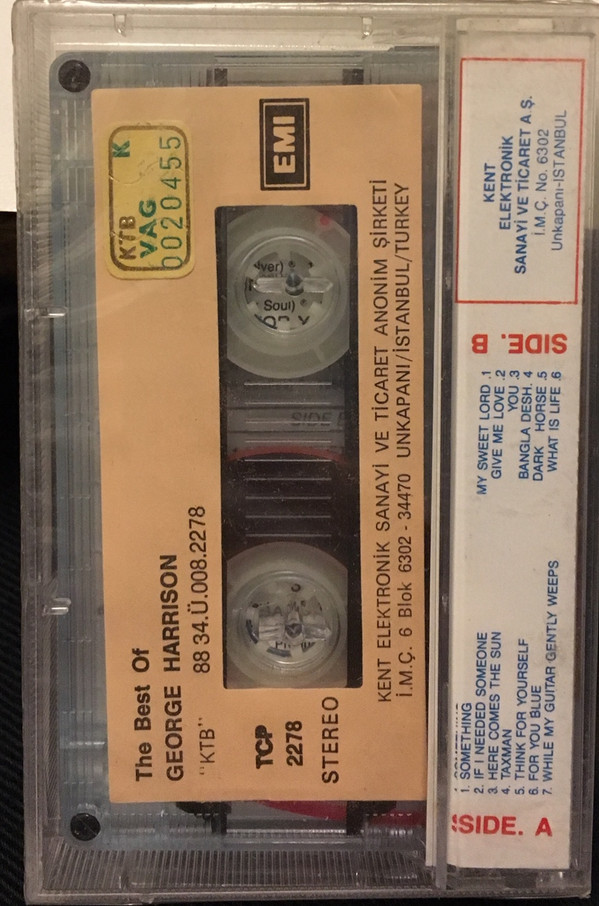 The Best Of
GEORGE HARRISON
"KTB" 88 34.Ü.008.2278
TCP
2278
STEREO
EMI
KTB K
VAG
0020455
ver)
Soul)
SIDE
KENT ELEKTRONİK SANAYİ VE TİCARET ANONİM ŞİRKETİ
İ.M.Ç. 6 Blok 6302 - 34470 UNKAPANI/İSTANBUL/TURKEY
SIDE. A
1. SOMETHING
2. IF I NEEDED SOMEONE
3. HERE COMES THE SUN
4. TAXMAN
5. THINK FOR YOURSELF
6. FOR YOU BLUE
7. WHILE MY GUITAR GENTLY WEEPS
SIDE. B
MY SWEET LORD .1
GIVE ME LOVE .2
YOU .3
BANGLA DESH. 4
DARK HORSE .5
WHAT IS LIFE .6
KENT
ELEKTRONİK
SANAYİ VE TİCARET A Ş.
İ.M.Ç. No. 6302
Unkapanı-İSTANBUL